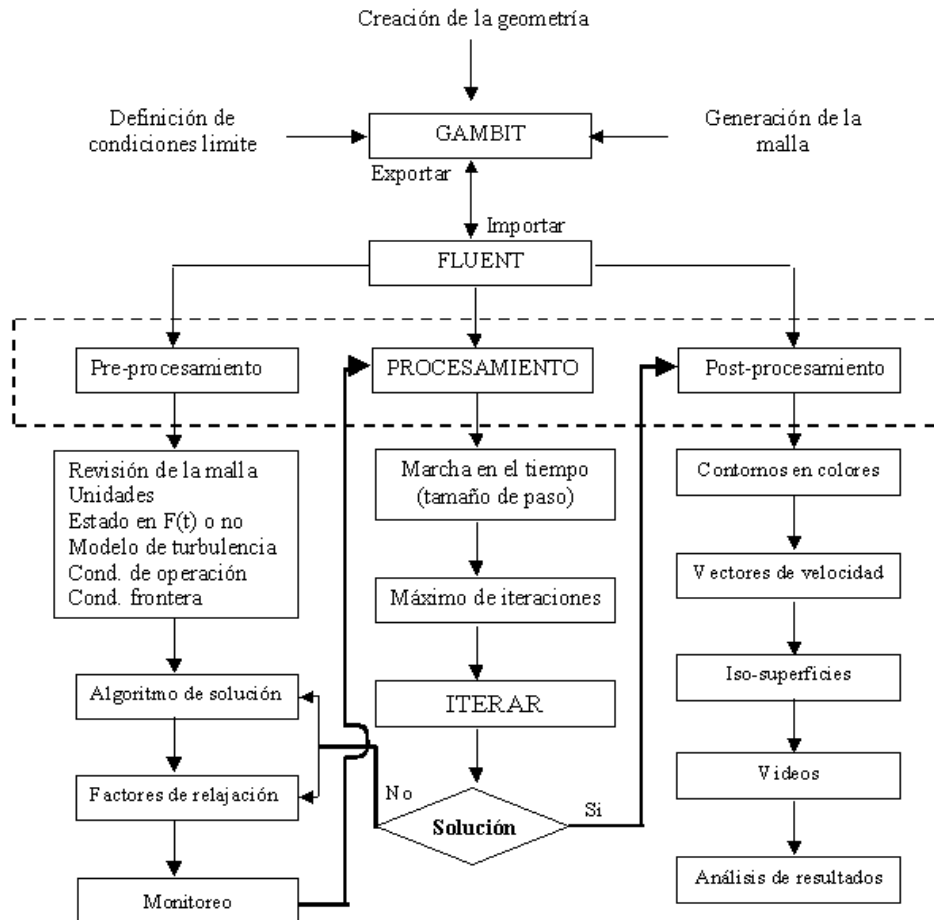 Creación de la geometría
Definición de
condiciones limite
GAMBIT
Generación de la
malla
Exportar
Importar
FLUENT
Pre-procesamiento
PROCESAMIENTO
Post-procesamiento
Revisión de la malla
Unidades
Estado en F(t) o no
Modelo de turbulencia
Cond. de operación
Cond. frontera
Algoritmo de solución
Factores de relajación
Monitoreo
Marcha en el tiempo
(tamaño de paso)
Máximo de iteraciones
ITERAR
No
Solución
Si
Contornos en colores
Vectores de velocidad
Iso-superficies
Videos
Análisis de resultados